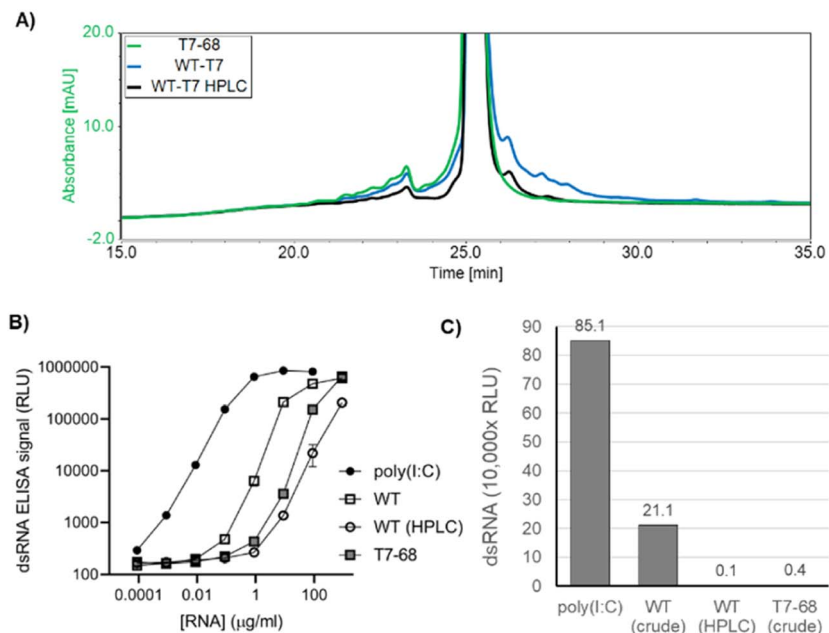 A)
T7-68
WT-T7
WT-T7 HPLC
Absorbance [mAU]
20.0
10.0
-2.0
15.0 20.0 25.0 30.0 35.0
Time [min]
B)
dsRNA ELISA signal (RLU)
1000000
100000
10000
1000
100
0.0001 0.01 1 100
[RNA] (µg/ml)
poly(I:C)
WT
WT (HPLC)
T7-68
C)
dsRNA (10,000x RLU)
90
80
70
60
50
40
30
20
10
0
85.1
21.1
0.1
0.4
poly(I:C) WT WT T7-68
(crude) (HPLC) (crude)